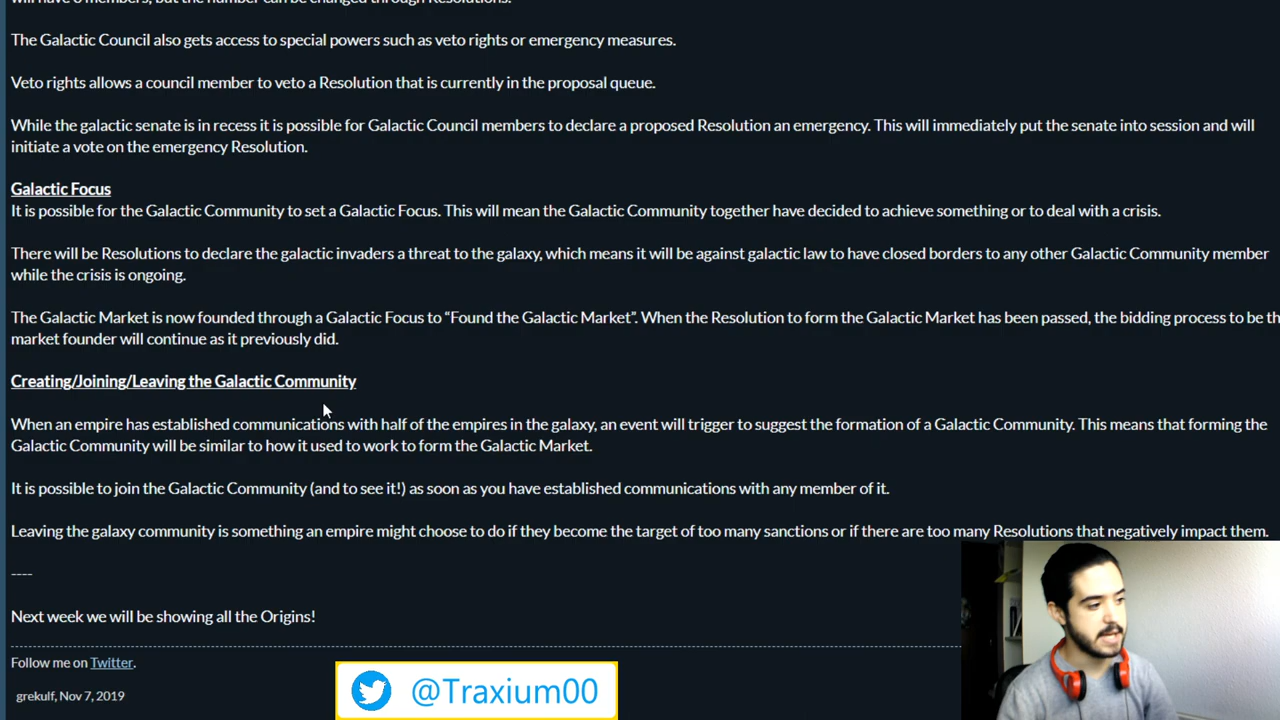 will have 6 members, but the number can be changed through Resolutions.
The Galactic Council also gets access to special powers such as veto rights or emergency measures.
Veto rights allows a council member to veto a Resolution that is currently in the proposal queue.
While the galactic senate is in recess it is possible for Galactic Council members to declare a proposed Resolution an emergency. This will immediately put the senate into session and will
initiate a vote on the emergency Resolution.
Galactic Focus
It is possible for the Galactic Community to set a Galactic Focus. This will mean the Galactic Community together have decided to achieve something or to deal with a crisis.
There will be Resolutions to declare the galactic invaders a threat to the galaxy, which means it will be against galactic law to have closed borders to any other Galactic Community member
while the crisis is ongoing.
The Galactic Market is now founded through a Galactic Focus to “Found the Galactic Market”. When the Resolution to form the Galactic Market has been passed, the bidding process to be th
market founder will continue as it previously did.
Creating/Joining/Leaving the Galactic Community
When an empire has established communications with half of the empires in the galaxy, an event will trigger to suggest the formation of a Galactic Community. This means that forming the
Galactic Community will be similar to how it used to work to form the Galactic Market.
It is possible to join the Galactic Community (and to see it!) as soon as you have established communications with any member of it.
Leaving the galaxy community is something an empire might choose to do if they become the target of too many sanctions or if there are too many Resolutions that negatively impact them.
----
Next week we will be showing all the Origins!
Follow me on Twitter.
@Traxium00
grekulf, Nov 7, 2019